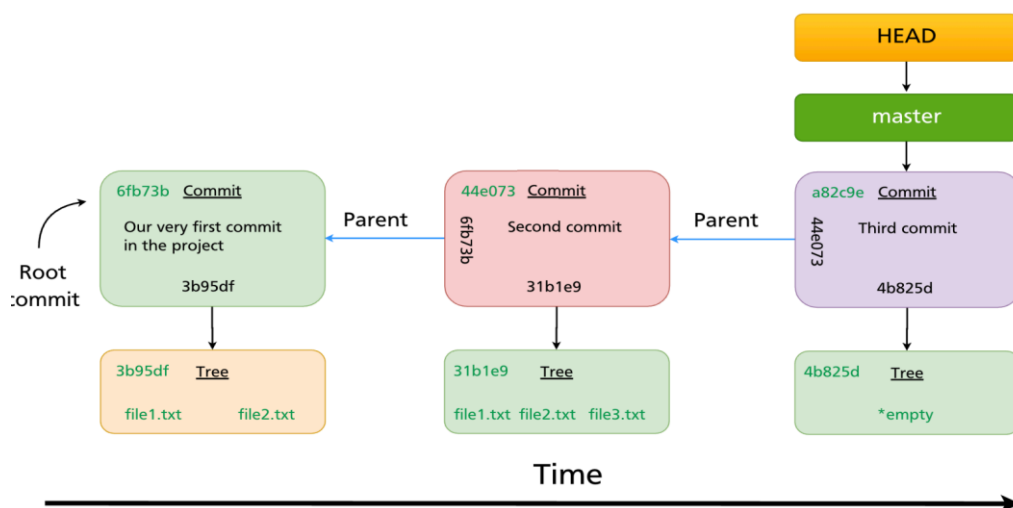 HEAD
master
6fb73b Commit
Our very first commit
in the project
3b95df
Parent
44e073 Commit
6fb73b
Second commit
31b1e9
Parent
a82c9e Commit
44e073
Third commit
4b825d
Root
commit
3b95df Tree
file1.txt file2.txt
31b1e9 Tree
file1.txt file2.txt file3.txt
4b825d Tree
*empty
Time